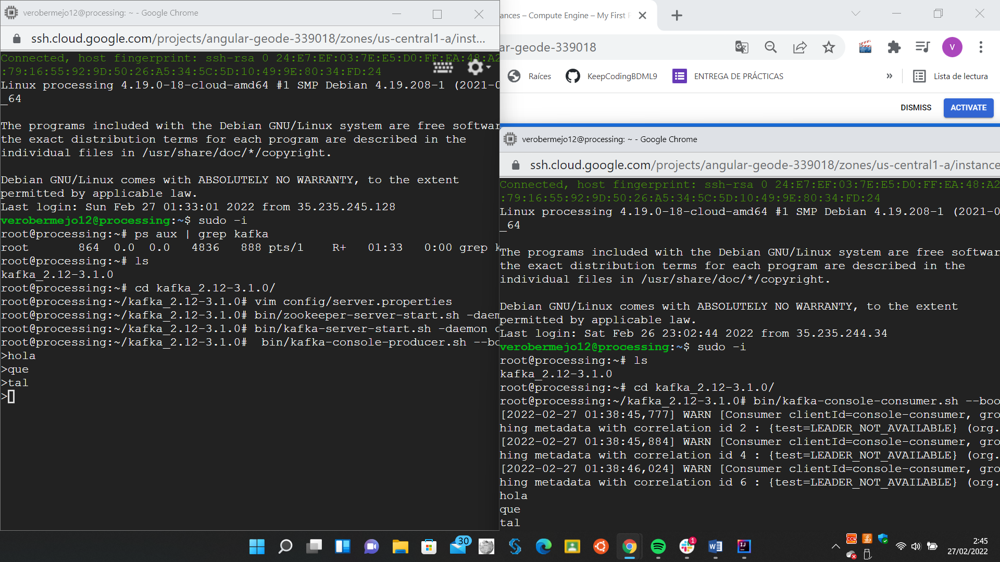 verobermejo12@processing: ~ - Google Chrome
ssh.cloud.google.com/projects/angular-geode-339018/zones/us-central1-a/inst...
Connected, host fingerprint: ssh-rsa 0 24:E7:EF:03:7E:E5:D0:FF:EA:48:A2
:79:16:55:92:9D:50:26:A5:34:5C:5D:10:49:9E:80:34:FD:24
Linux processing 4.19.0-18-cloud-amd64 #1 SMP Debian 4.19.208-1 (2021-0
_64
The programs included with the Debian GNU/Linux system are free softwar
the exact distribution terms for each program are described in the
individual files in /usr/share/doc/*/copyright.
Debian GNU/Linux comes with ABSOLUTELY NO WARRANTY, to the extent
permitted by applicable law.
Last login: Sun Feb 27 01:33:01 2022 from 35.235.245.128
verobermejo12@processing:~$ sudo -i
root@processing:~# ps aux | grep kafka
root       864  0.0  0.0   4836   888 pts/1    R+   01:33   0:00 grep k
root@processing:~# ls
kafka_2.12-3.1.0
root@processing:~# cd kafka_2.12-3.1.0/
root@processing:~/kafka_2.12-3.1.0# vim config/server.properties
root@processing:~/kafka_2.12-3.1.0# bin/zookeeper-server-start.sh -daem
root@processing:~/kafka_2.12-3.1.0# bin/kafka-server-start.sh -daemon c
root@processing:~/kafka_2.12-3.1.0#  bin/kafka-console-producer.sh --bo
>hola
>que
>tal
>
ances – Compute Engine – My First P
ar-geode-339018
V
Raíces
KeepCodingBDML9
ENTREGA DE PRÁCTICAS
»
Lista de lectura
DISMISS
ACTIVATE
verobermejo12@processing: ~ - Google Chrome
ssh.cloud.google.com/projects/angular-geode-339018/zones/us-central1-a/instance
Connected, host fingerprint: ssh-rsa 0 24:E7:EF:03:7E:E5:D0:FF:EA:48:A2
:79:16:55:92:9D:50:26:A5:34:5C:5D:10:49:9E:80:34:FD:24
Linux processing 4.19.0-18-cloud-amd64 #1 SMP Debian 4.19.208-1 (2021-0
_64
The programs included with the Debian GNU/Linux system are free softwar
the exact distribution terms for each program are described in the
individual files in /usr/share/doc/*/copyright.
Debian GNU/Linux comes with ABSOLUTELY NO WARRANTY, to the extent
permitted by applicable law.
Last login: Sat Feb 26 23:02:44 2022 from 35.235.244.34
verobermejo12@processing:~$ sudo -i
root@processing:~# ls
kafka_2.12-3.1.0
root@processing:~# cd kafka_2.12-3.1.0/
root@processing:~/kafka_2.12-3.1.0# bin/kafka-console-consumer.sh --boo
[2022-02-27 01:38:45,777] WARN [Consumer clientId=console-consumer, gro
hing metadata with correlation id 2 : {test=LEADER_NOT_AVAILABLE} (org.
[2022-02-27 01:38:45,884] WARN [Consumer clientId=console-consumer, gro
hing metadata with correlation id 4 : {test=LEADER_NOT_AVAILABLE} (org.
[2022-02-27 01:38:46,024] WARN [Consumer clientId=console-consumer, gro
hing metadata with correlation id 6 : {test=LEADER_NOT_AVAILABLE} (org.
hola
que
tal
30
1
2:45
27/02/2022